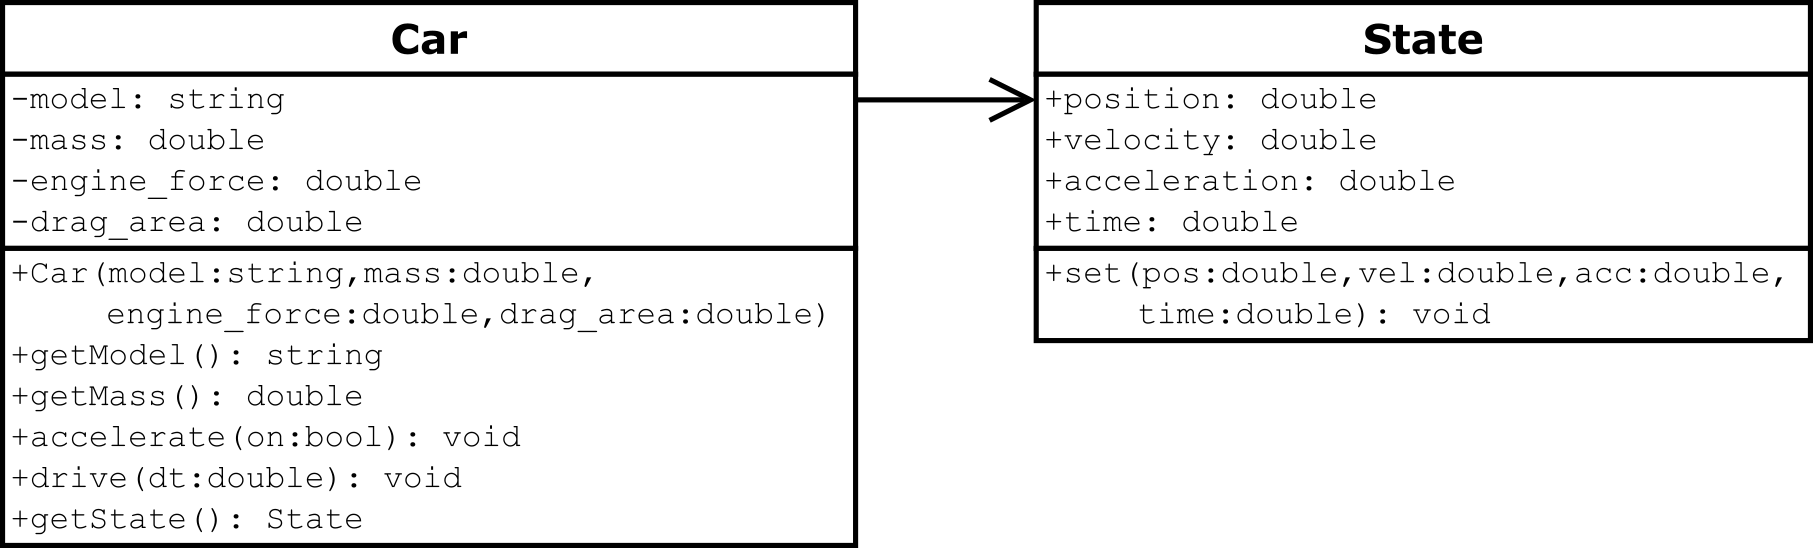 Car
-model: string
-mass: double
-engine_force: double
-drag_area: double
+Car(model:string,mass:double,
engine_force:double,drag_area:double)
+getModel(): string
+getMass(): double
+accelerate(on:bool): void
+drive(dt:double): void
+getState(): State
State
+position: double
+velocity: double
+acceleration: double
+time: double
+set(pos:double,vel:double,acc:double,
time:double): void